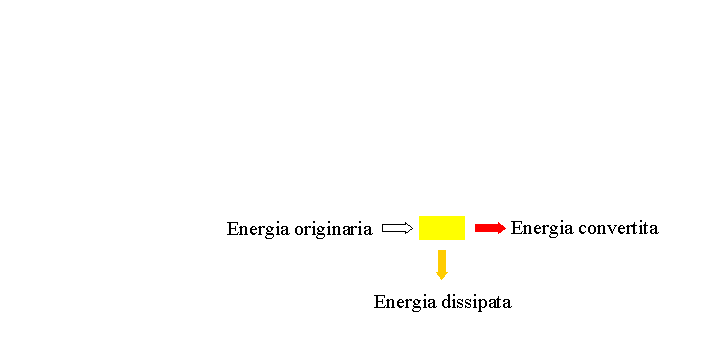 Energia originaria
Energia convertita
Energia dissipata